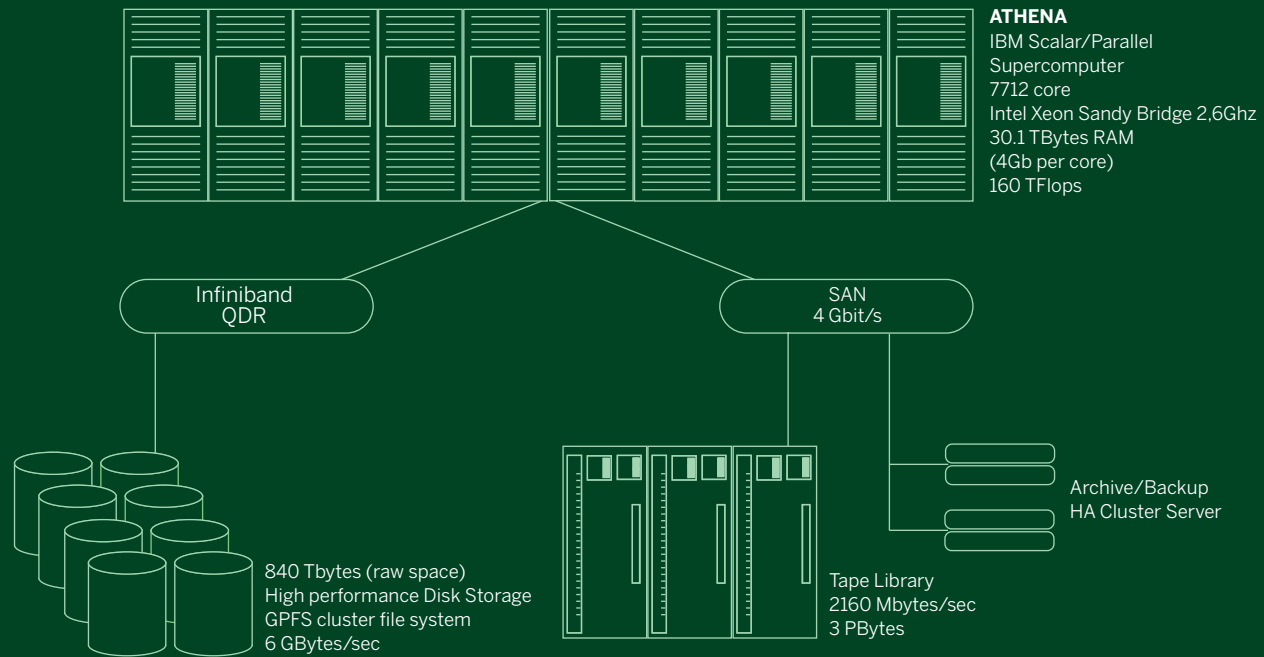 ATHENA
IBM Scalar/Parallel
Supercomputer
7712 core
Intel Xeon Sandy Bridge 2,6Ghz
30.1 TBytes RAM
(4Gb per core)
160 TFlops
Infiniband
QDR
SAN
4 Gbit/s
Archive/Backup
HA Cluster Server
840 Tbytes (raw space)
High performance Disk Storage
GPFS cluster file system
6 GBytes/sec
Tape Library
2160 Mbytes/sec
3 PBytes